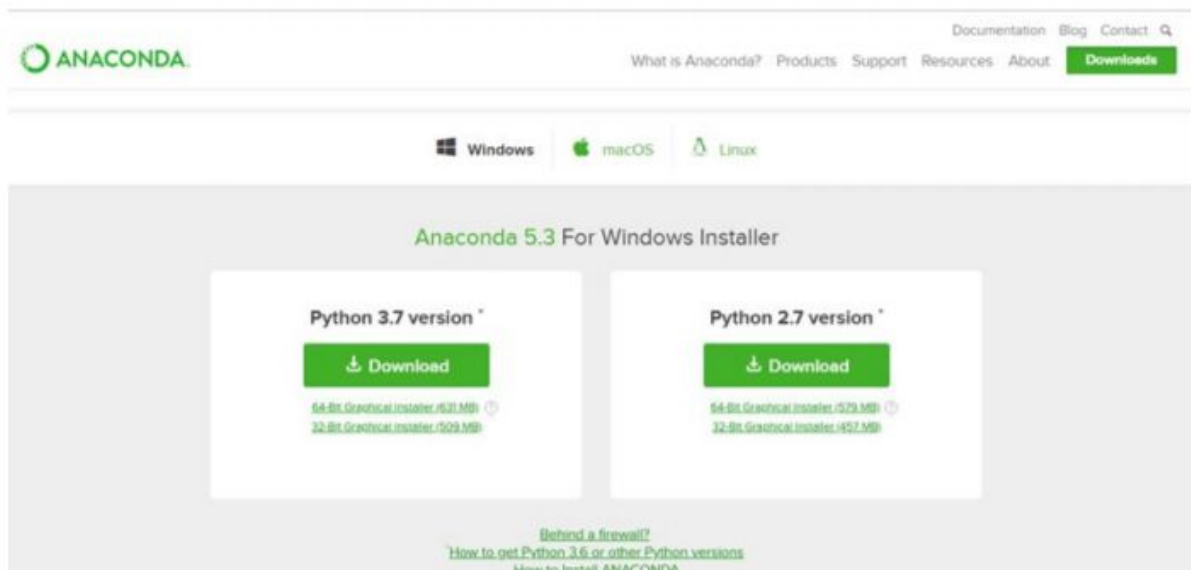 Documentation Blog Contact
ANACONDA
What is Anaconda? Products Support Resources About Downloads
Windows macOS Linux
Anaconda 5.3 For Windows Installer
Python 3.7 version * Python 2.7 version *
Download Download
64-Bit Graphical Installer (631 MB) ? 64-Bit Graphical Installer (579 MB) ?
32-Bit Graphical Installer (509 MB) 32-Bit Graphical Installer (457 MB)
Behind a firewall?
*How to get Python 3.6 or other Python versions
How to Install ANACONDA